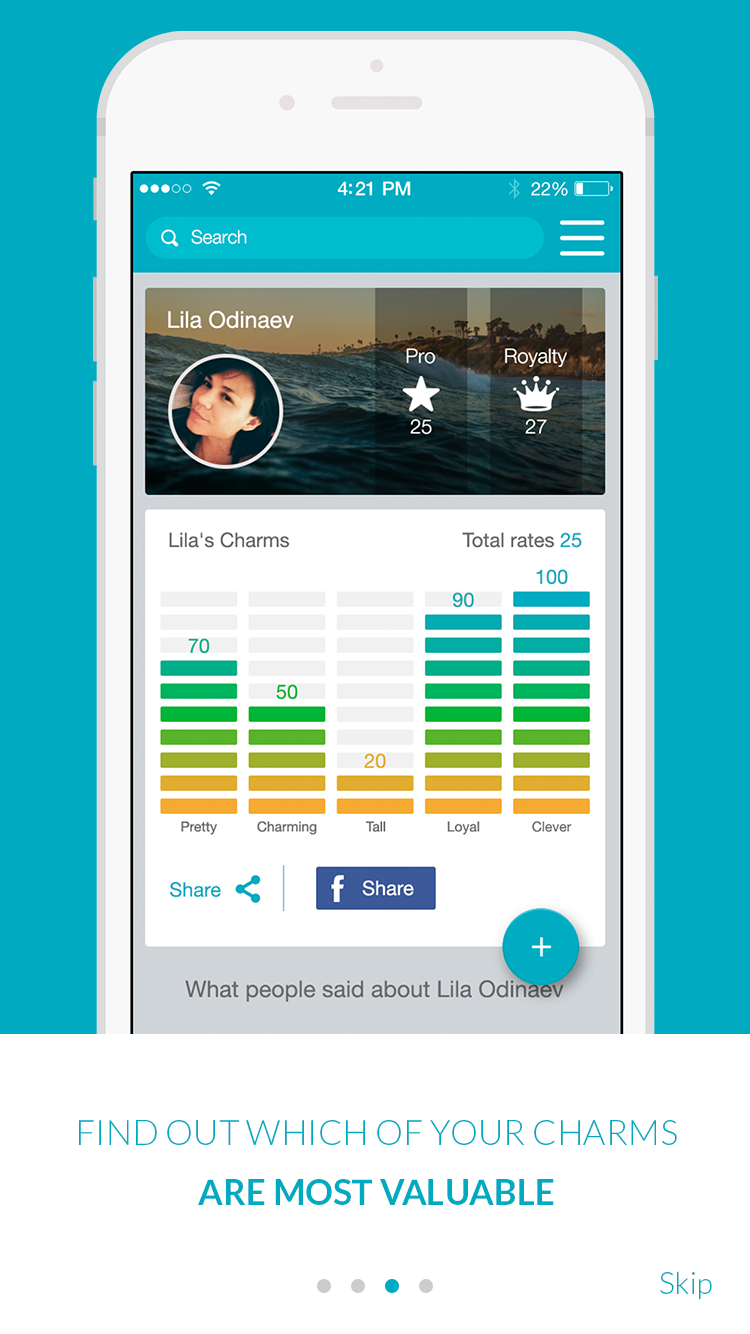 4:21 PM
22%
Search
Lila Odinaev
Pro
Royalty
25
27
Lila's Charms
Total rates 25
100
90
70
50
20
Pretty
Charming
Tall
Loyal
Clever
Share
f Share
+
What people said about Lila Odinaev
FIND OUT WHICH OF YOUR CHARMS
ARE MOST VALUABLE
Skip